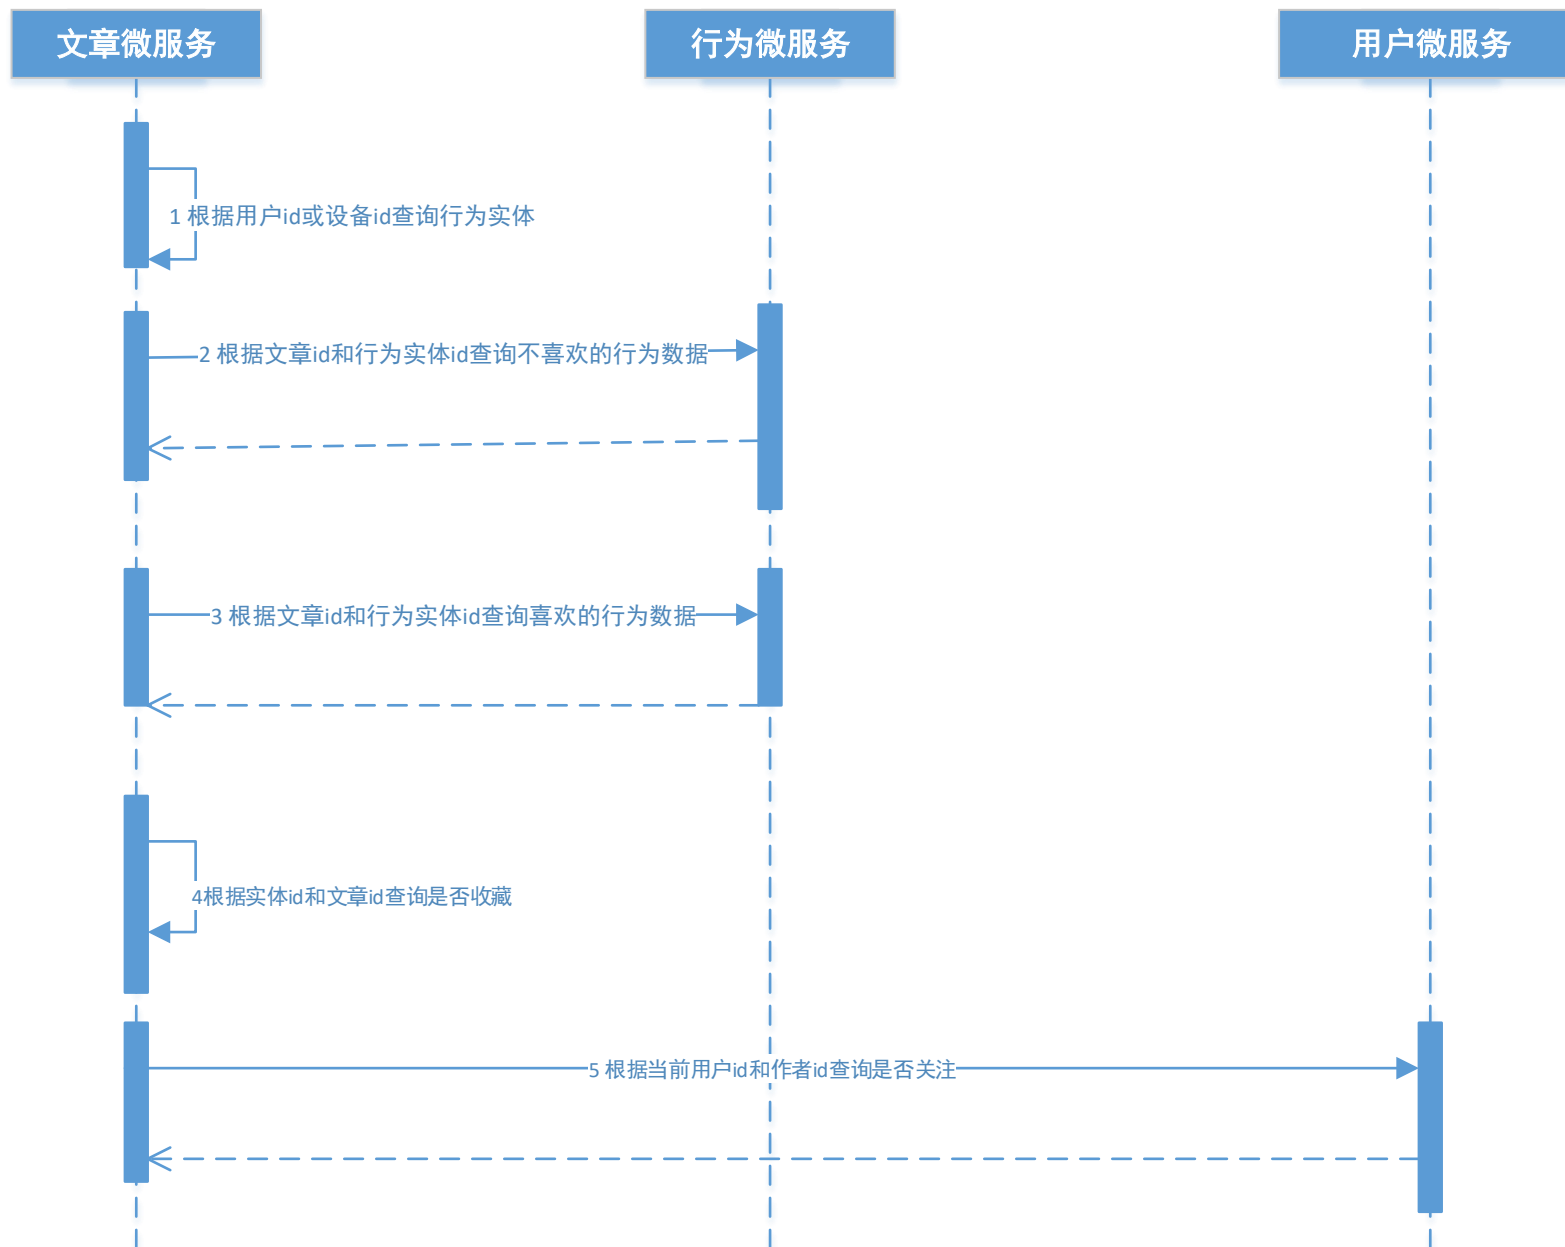 文章微服务
行为微服务
用户微服务
1 根据用户id或设备id查询行为实体
2 根据文章id和行为实体id查询不喜欢的行为数据
3 根据文章id和行为实体id查询喜欢的行为数据
4根据实体id和文章id查询是否收藏
5 根据当前用户id和作者id查询是否关注